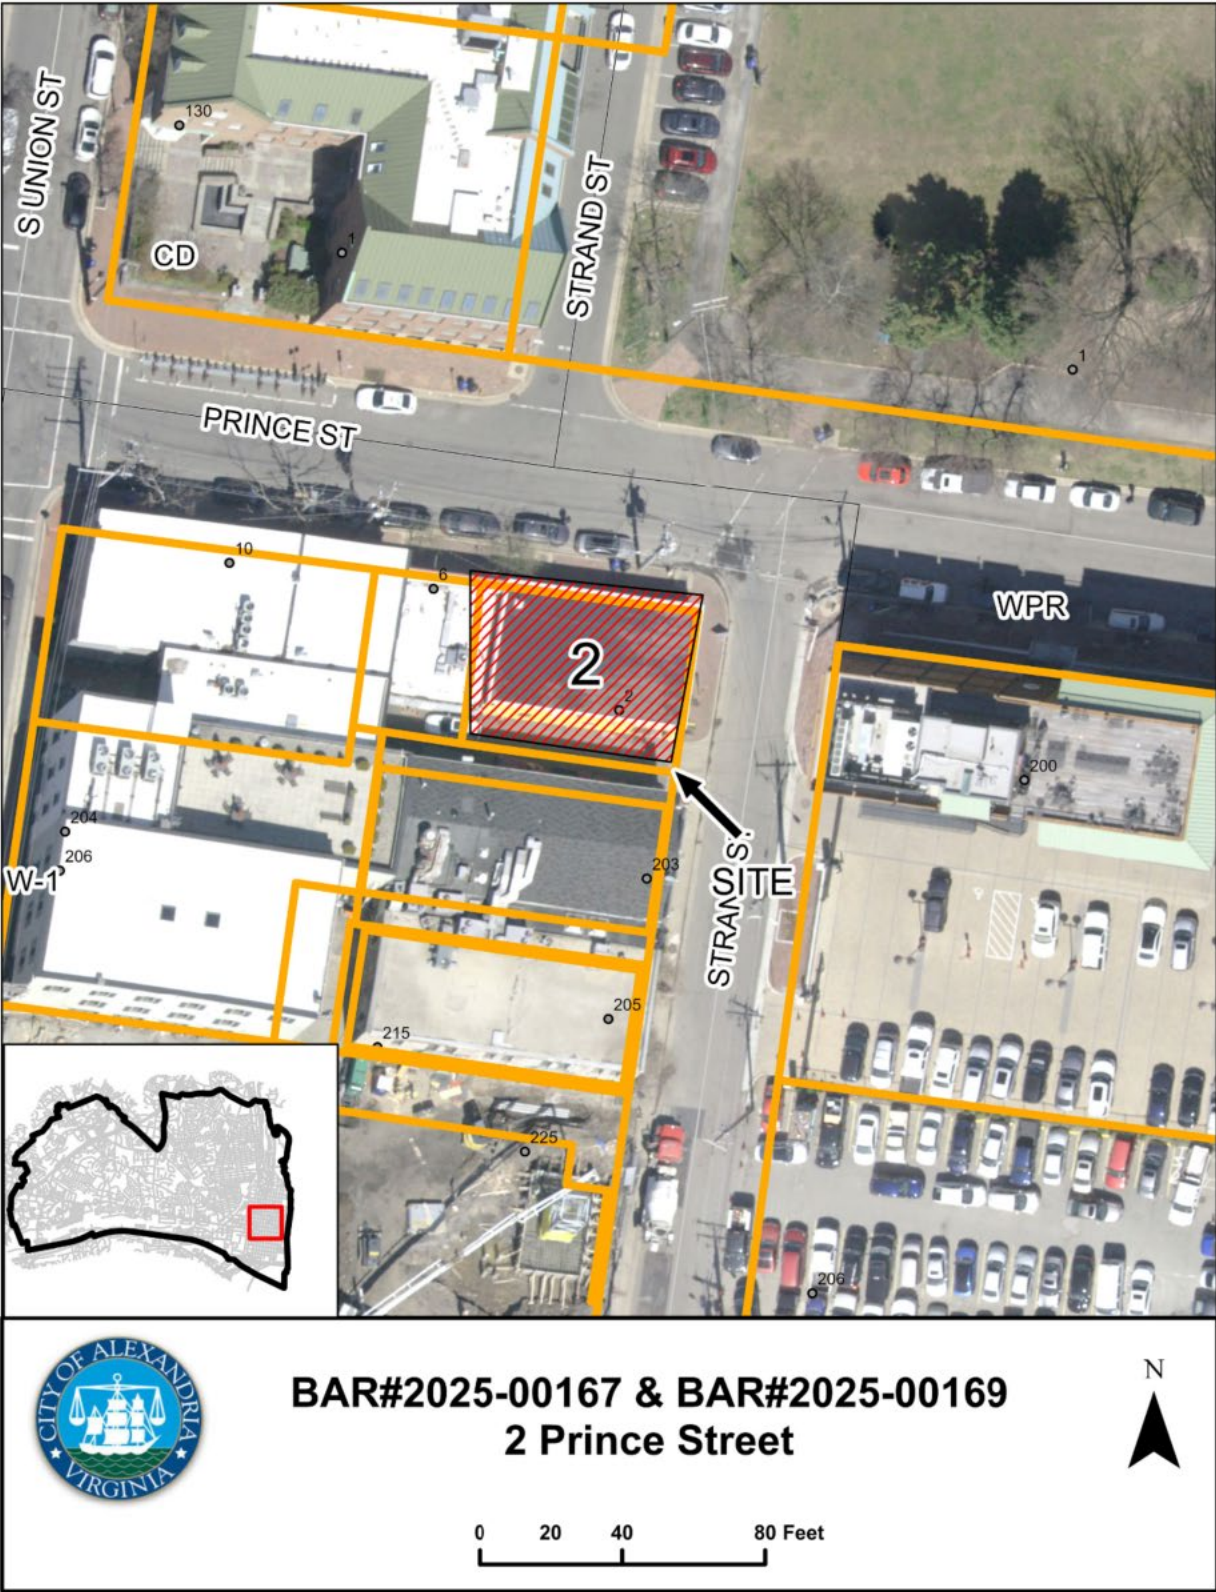 S UNION ST
130
1
CD
STRAND ST
1
PRINCE ST
10
6
WPR
2
2
200
204
206
W-1
203
STRAND ST
SITE
205
215
225
206
CITY OF ALEXANDRIA
VIRGINIA
BAR#2025-00167 & BAR#2025-00169
2 Prince Street
N
0 20 40 80 Feet